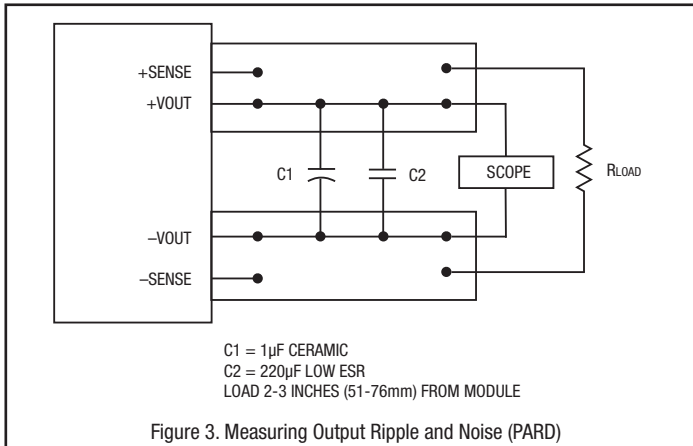 +SENSE
+VOUT
C1
C2
SCOPE
RLOAD
–VOUT
–SENSE
C1 = 1µF CERAMIC
C2 = 220µF LOW ESR
LOAD 2-3 INCHES (51-76mm) FROM MODULE
Figure 3. Measuring Output Ripple and Noise (PARD)